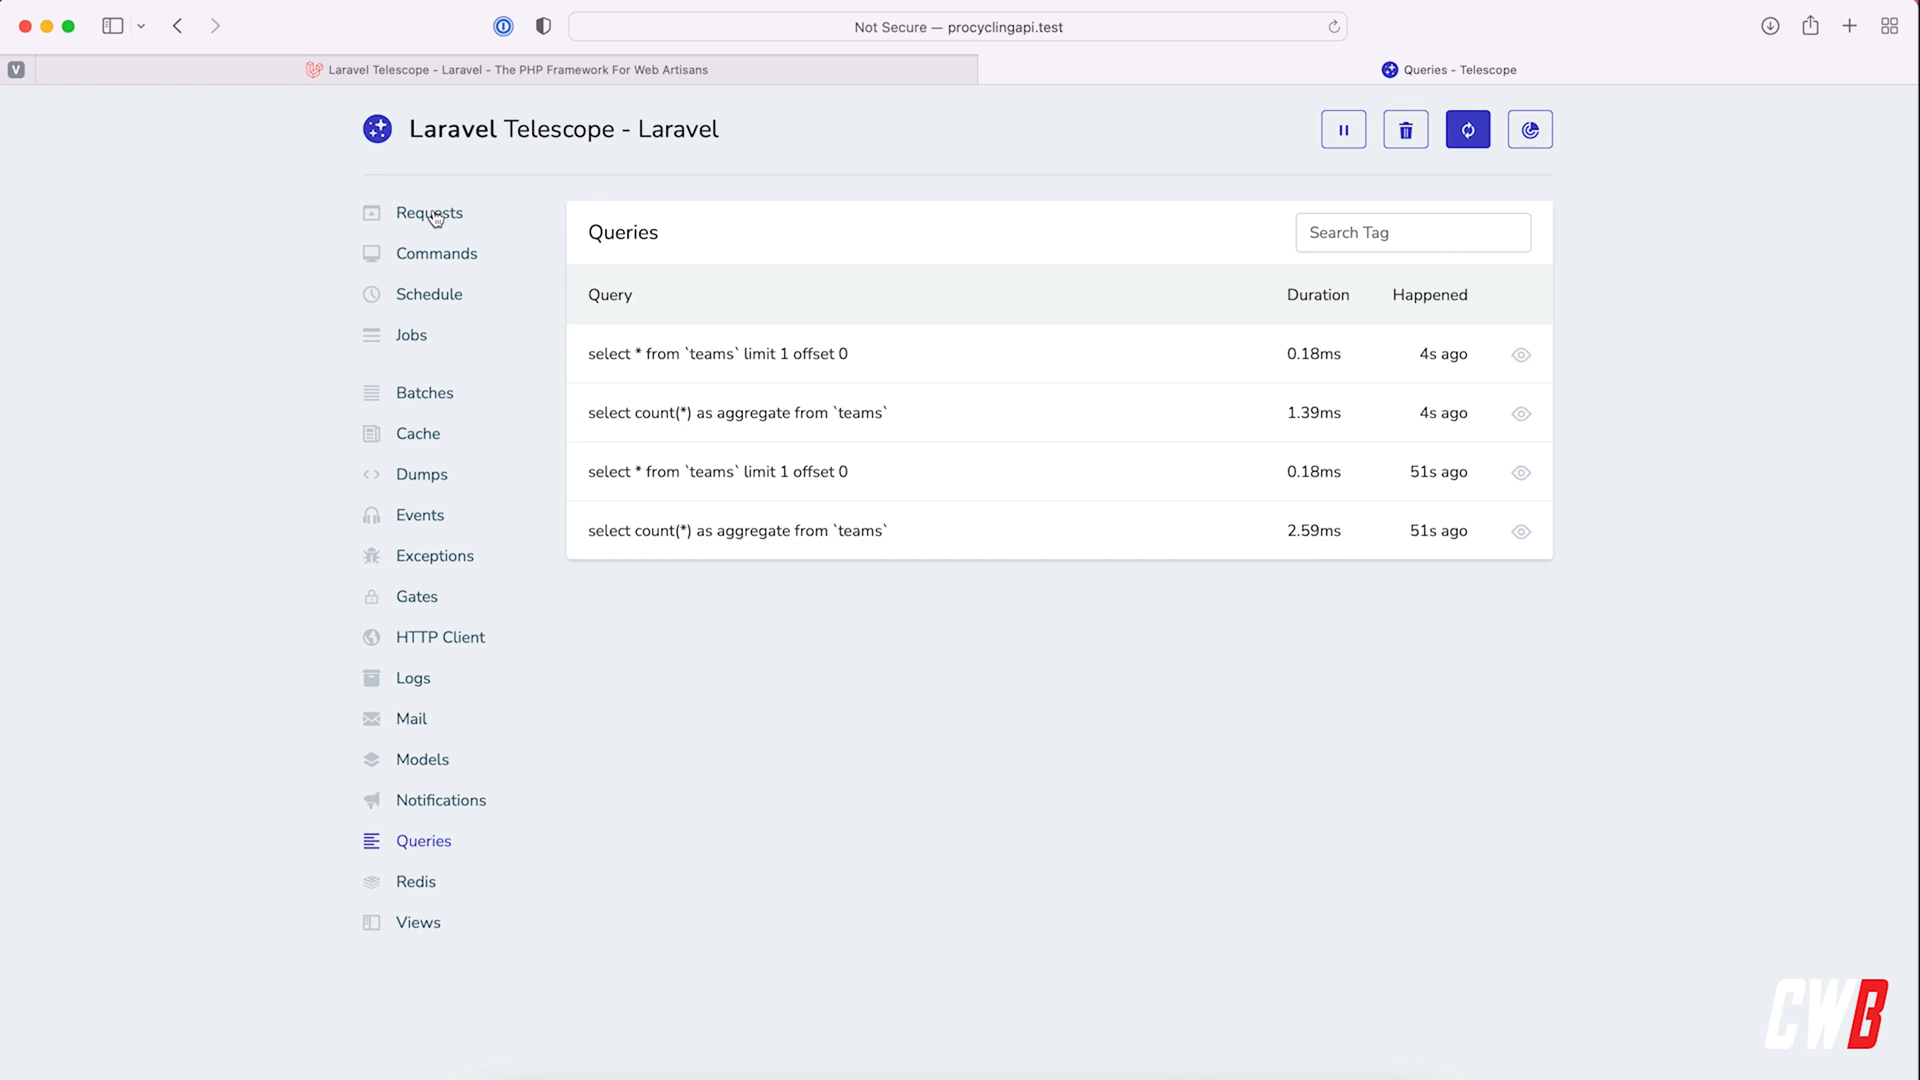 Not Secure — procyclingapi.test
V
Laravel Telescope - Laravel - The PHP Framework For Web Artisans
Queries - Telescope
Laravel Telescope - Laravel
Requests
Commands
Schedule
Jobs
Batches
Cache
Dumps
Events
Exceptions
Gates
HTTP Client
Logs
Mail
Models
Notifications
Queries
Redis
Views
Queries
Search Tag
Query Duration Happened
select * from `teams` limit 1 offset 0 0.18ms 4s ago
select count(*) as aggregate from `teams` 1.39ms 4s ago
select * from `teams` limit 1 offset 0 0.18ms 51s ago
select count(*) as aggregate from `teams` 2.59ms 51s ago
CWB